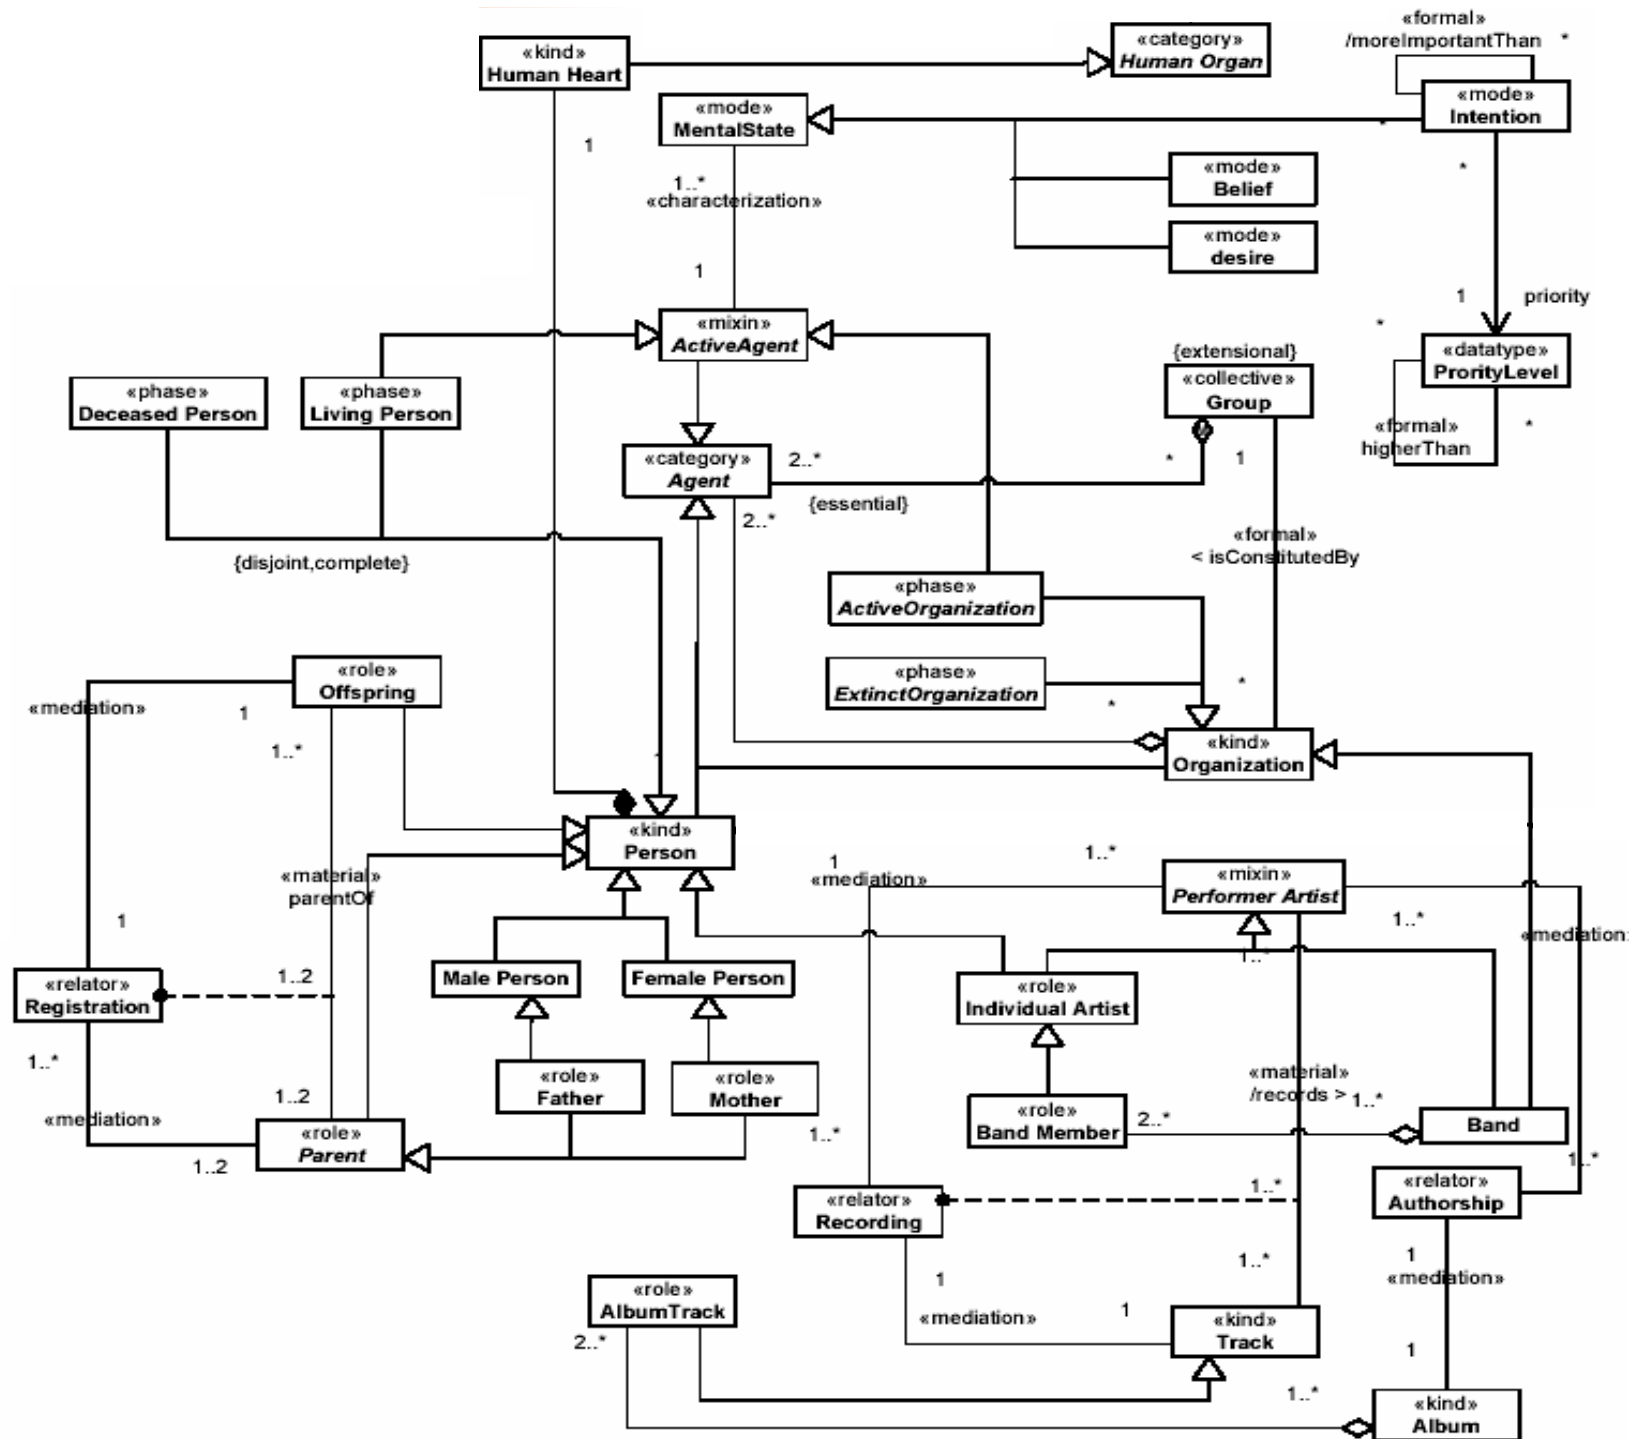 «formal»
/moreImportantThan *
«kind»
Human Heart
«category»
Human Organ
«mode»
MentalState
«mode»
Intention
*
1
*
«mode»
Belief
1..*
«characterization»
«mode»
desire
1
1
priority
*
«mixin»
ActiveAgent
{extensional}
«datatype»
ProrityLevel
«phase»
Deceased Person
«phase»
Living Person
«collective»
Group
«formal»
higherThan
*
«category»
Agent
2..*
*
1
{essential}
2..*
{disjoint,complete}
«formal»
< isConstitutedBy
«phase»
ActiveOrganization
«role»
Offspring
«phase»
ExtinctOrganization
*
*
«mediation»
1
1..*
«kind»
Organization
«kind»
Person
1
«mediation»
1..*
«mixin»
Performer Artist
«material»
parentOf
1
1..*
«mediation»
1..*
«relator»
Registration
1..2
Male Person
Female Person
«role»
Individual Artist
1..*
«role»
Father
«role»
Mother
«material»
/records >
1..*
1..2
«mediation»
«role»
Parent
1..2
1..*
«role»
Band Member
2..*
Band
1..*
«relator»
Authorship
«relator»
Recording
1..*
1..*
1
«mediation»
1
«mediation»
1
«role»
AlbumTrack
2..*
«kind»
Track
1
1..*
«kind»
Album